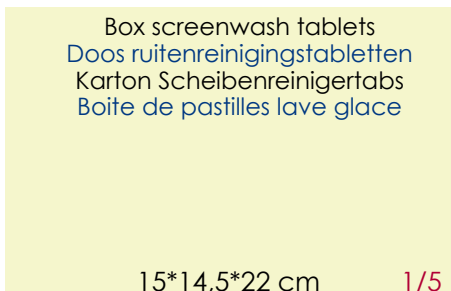 Box screenwash tablets
Doos ruitenreinigingstabletten
Karton Scheibenreinigertabs
Boite de pastilles lave glace
15*14,5*22 cm 1/5